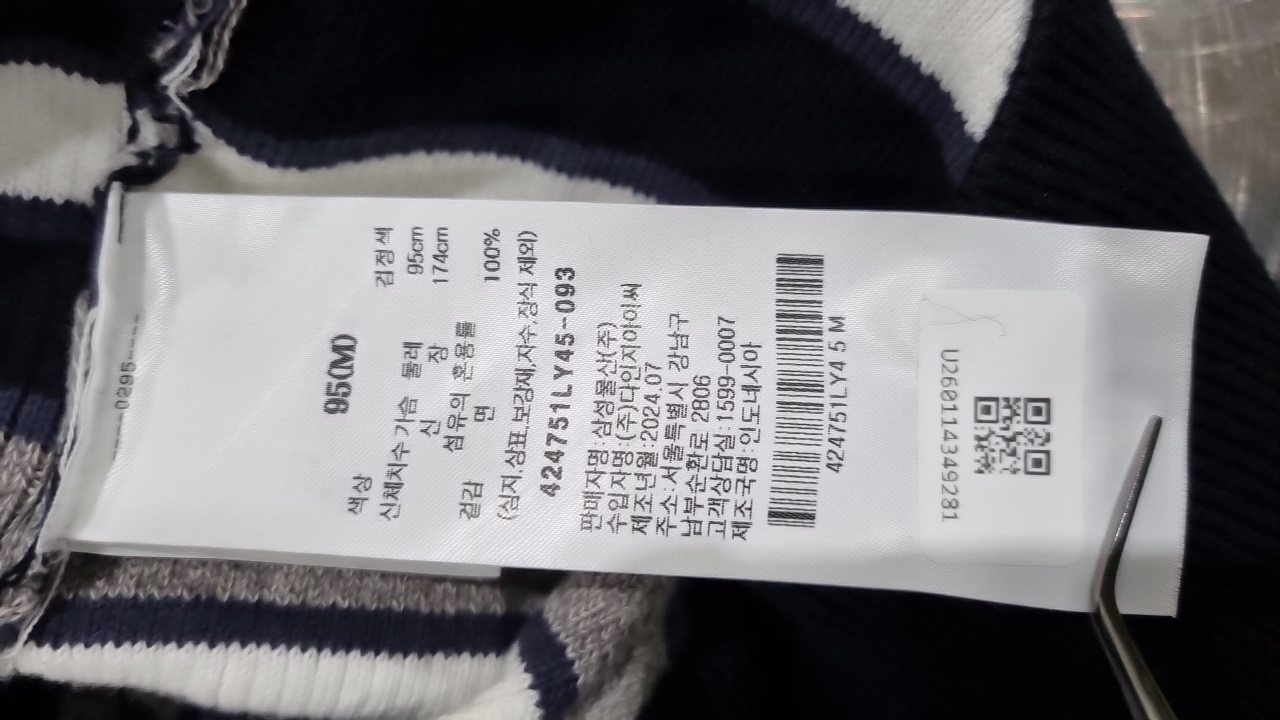 0295
95(M)
색상 검정색
신체치수 가슴 둘레 95cm
신 장 174cm
섬유의 혼용률
겉감 면 100%
(심지,상표,보강재,자수,장식 제외)
424751LY45-093
판매자명:삼성물산(주)
수입자명:(주)다인지아이씨
제조년월:2024.07
주소:서울특별시 강남구
남부순환로 2806
고객상담실:1599-0007
제조국명:인도네시아
424751LY45M
U260114349281